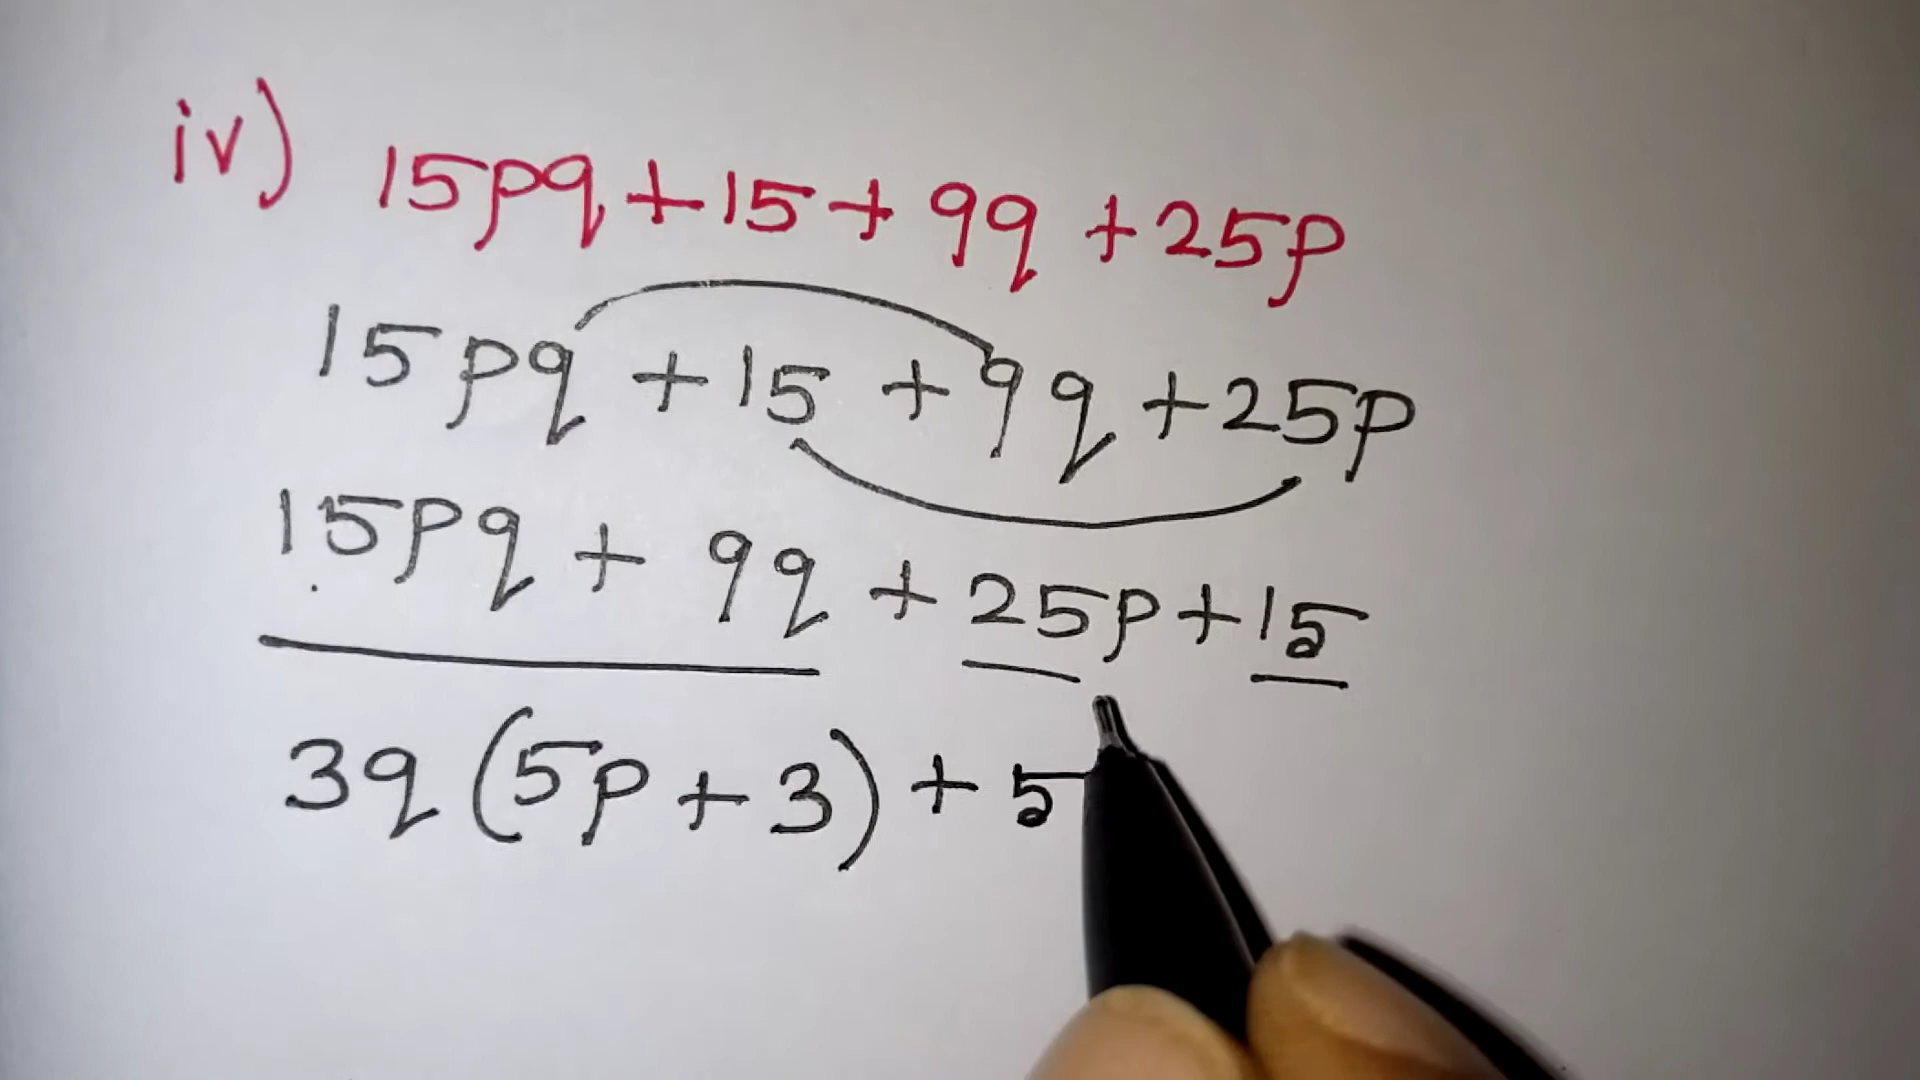 iv) 15pq + 15 + 9q + 25p
15pq + 15 + 9q + 25p
15pq + 9q + 25p + 15
3q (5p + 3) + 5